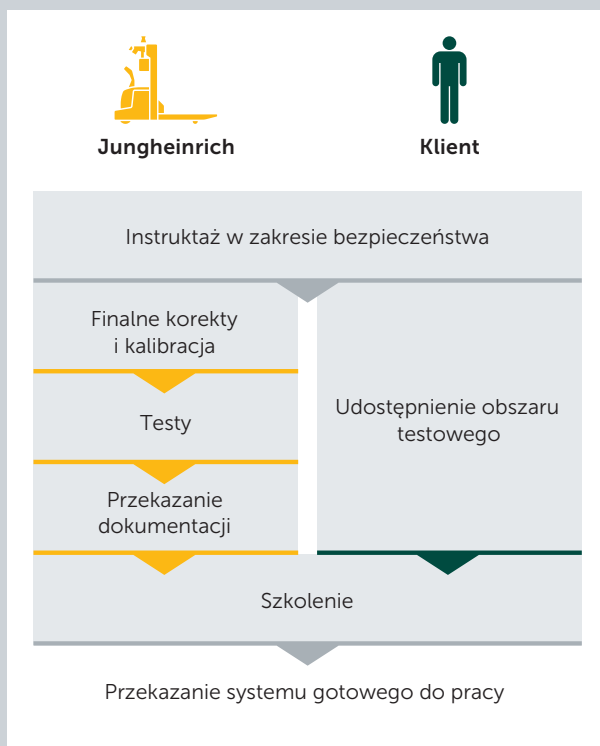 Jungheinrich
Klient
Instruktaż w zakresie bezpieczeństwa
Finalne korekty
i kalibracja
Testy
Przekazanie
dokumentacji
Udostępnienie obszaru
testowego
Szkolenie
Przekazanie systemu gotowego do pracy